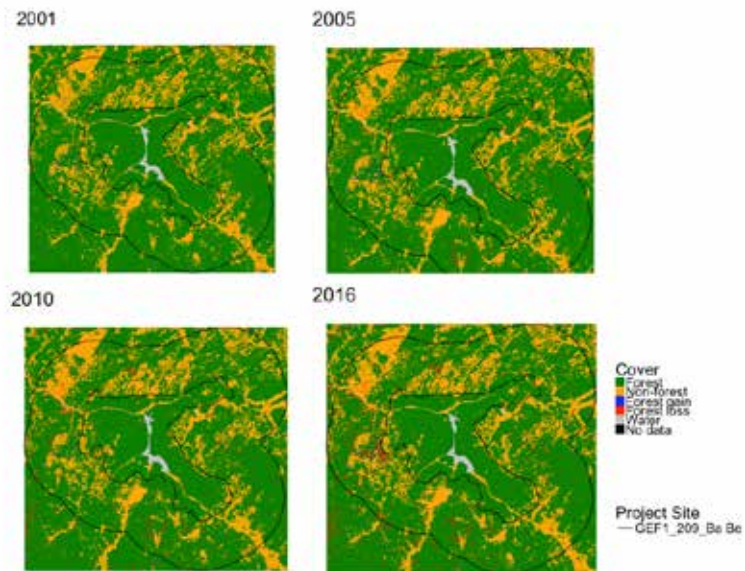 2001
2005
2010
2016
Cover
Forest
Non-forest
Forest gain
Forest loss
Water
No data
Project Site
GEF1_209_Ba Be